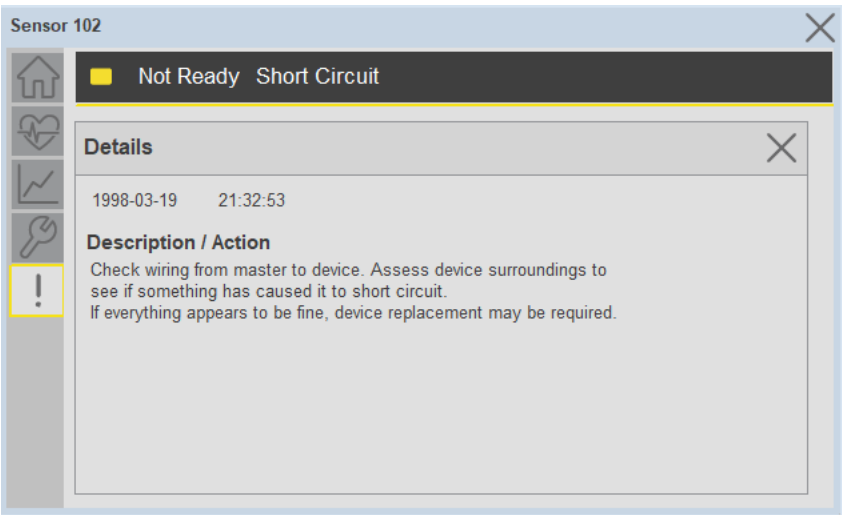 Sensor 102
Not Ready Short Circuit
Details
1998-03-19 21:32:53
Description / Action
Check wiring from master to device. Assess device surroundings to
see if something has caused it to short circuit.
If everything appears to be fine, device replacement may be required.